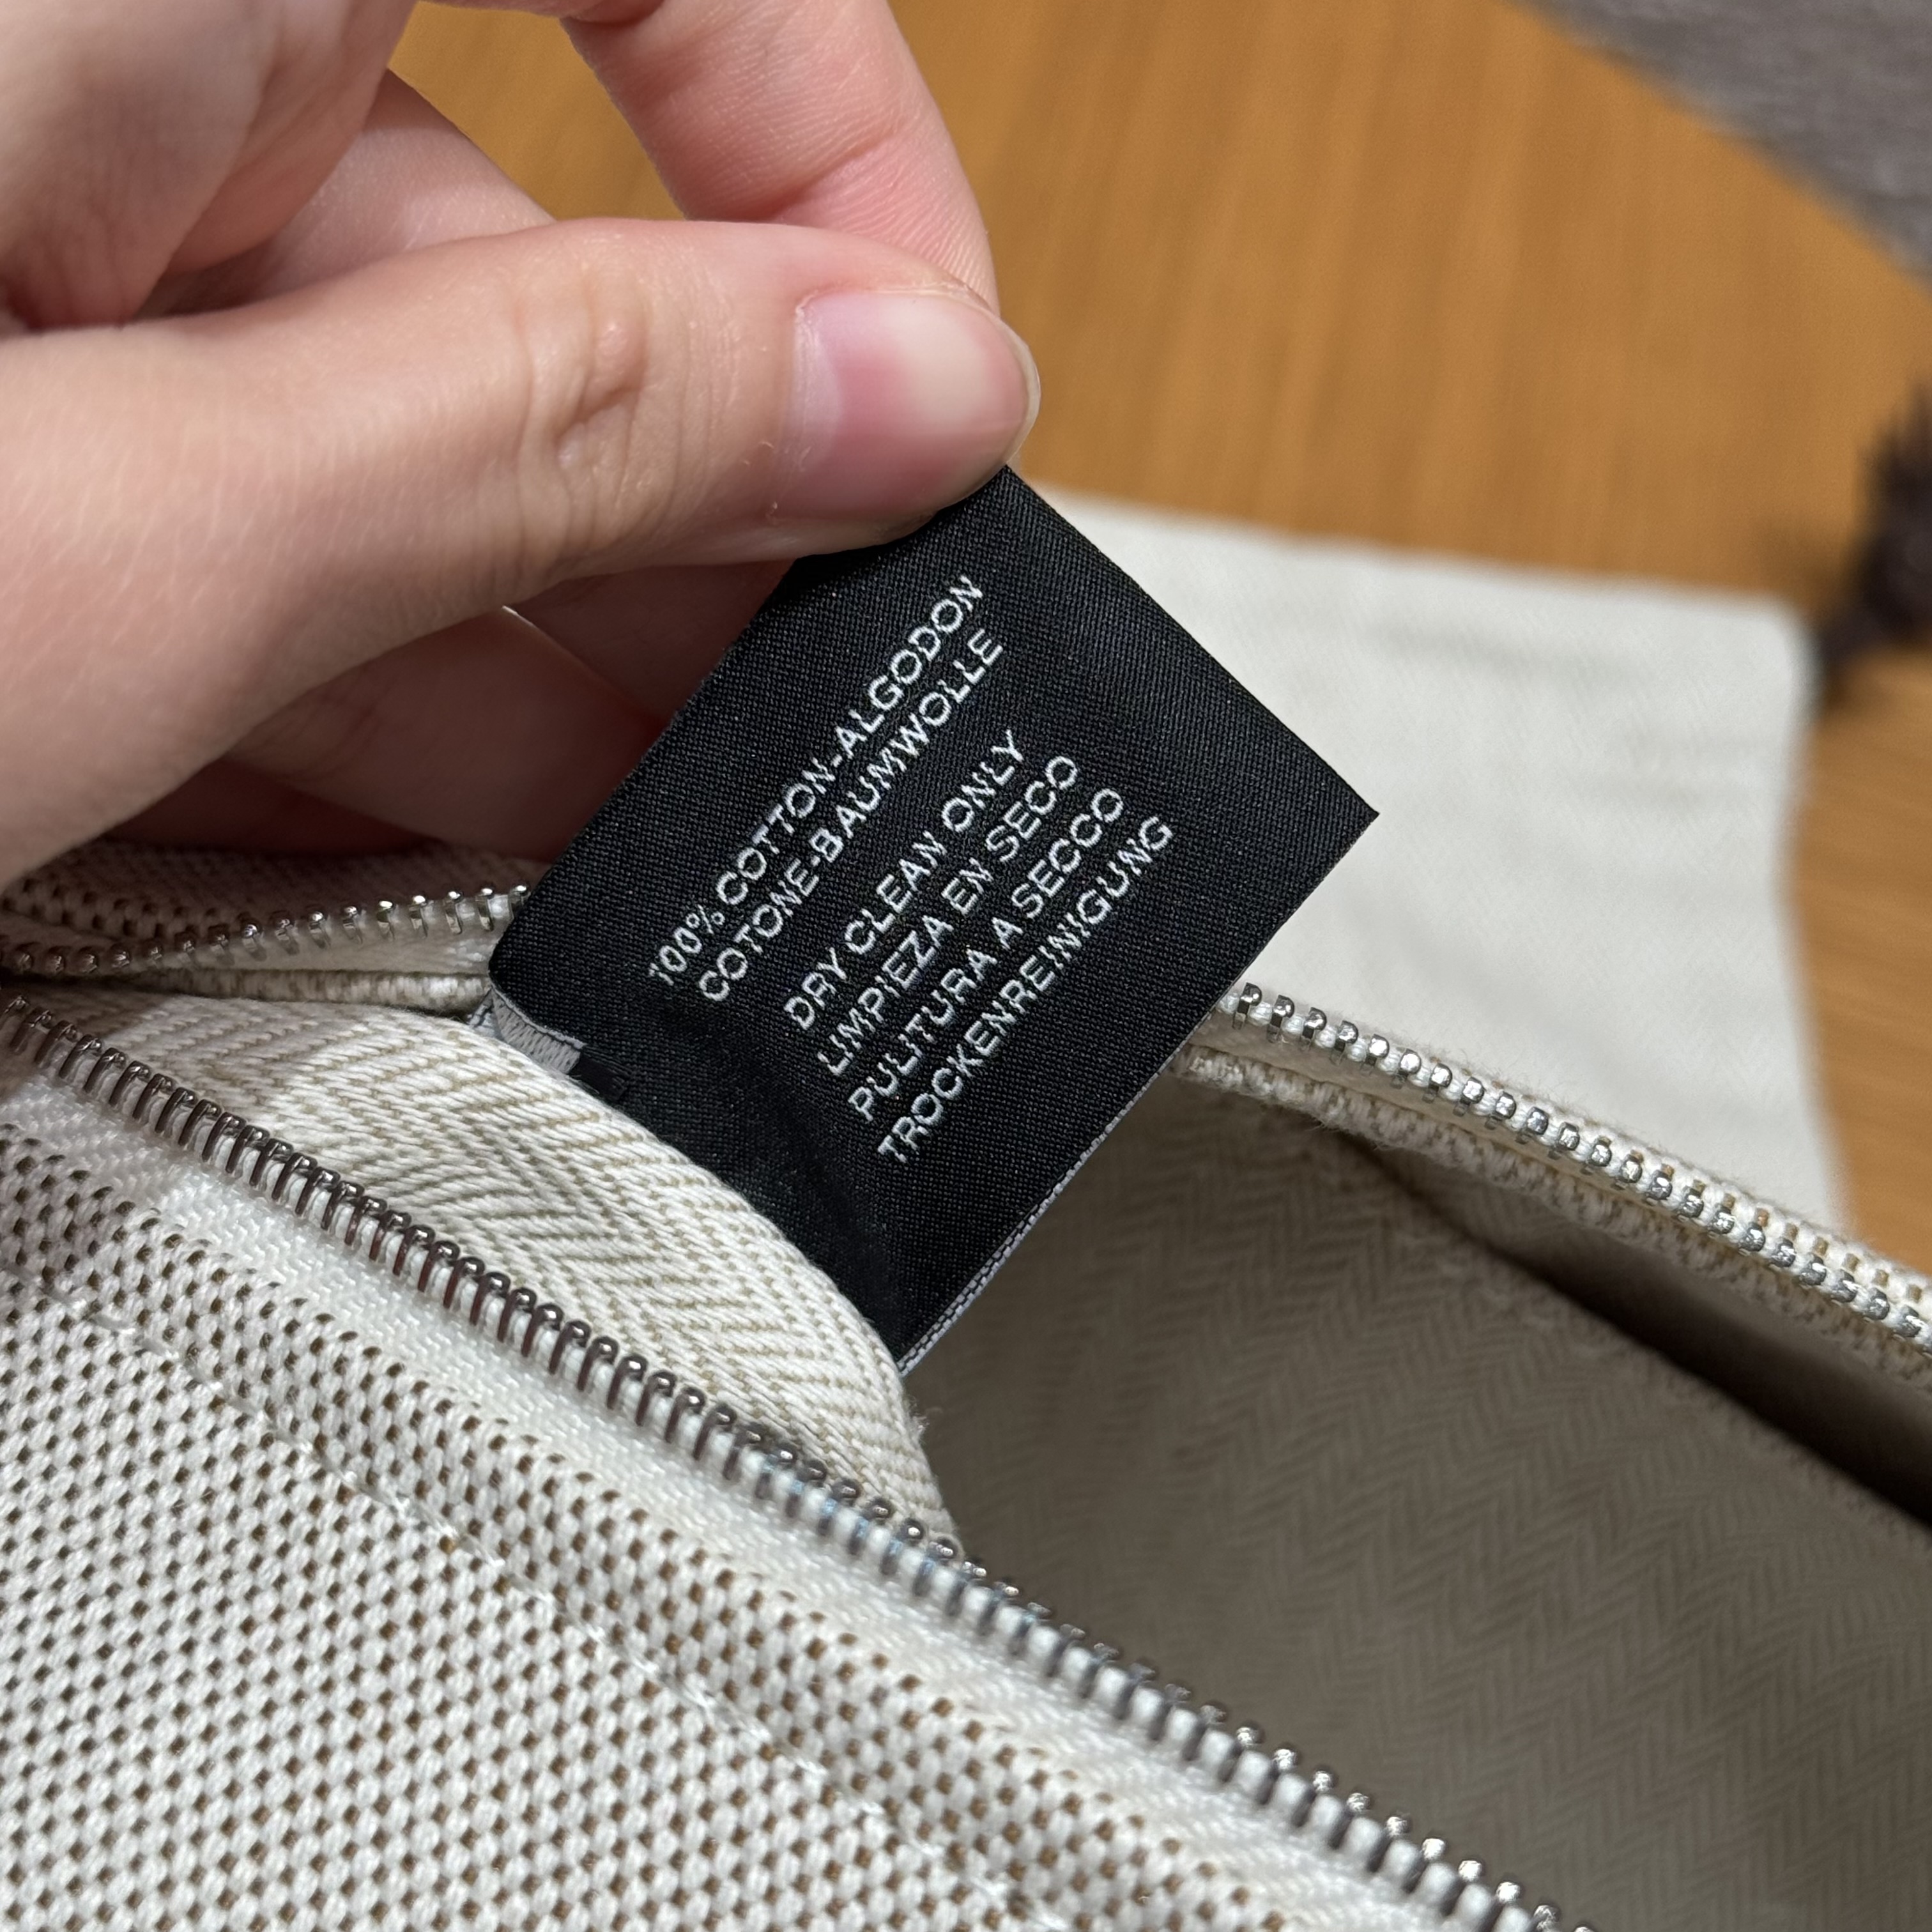 100% COTTON-ALGODON
COTONE-BAUMWOLLE
DRY CLEAN ONLY
LIMPIEZA EN SECO
PULITURA A SECCO
TROCKENREINIGUNG